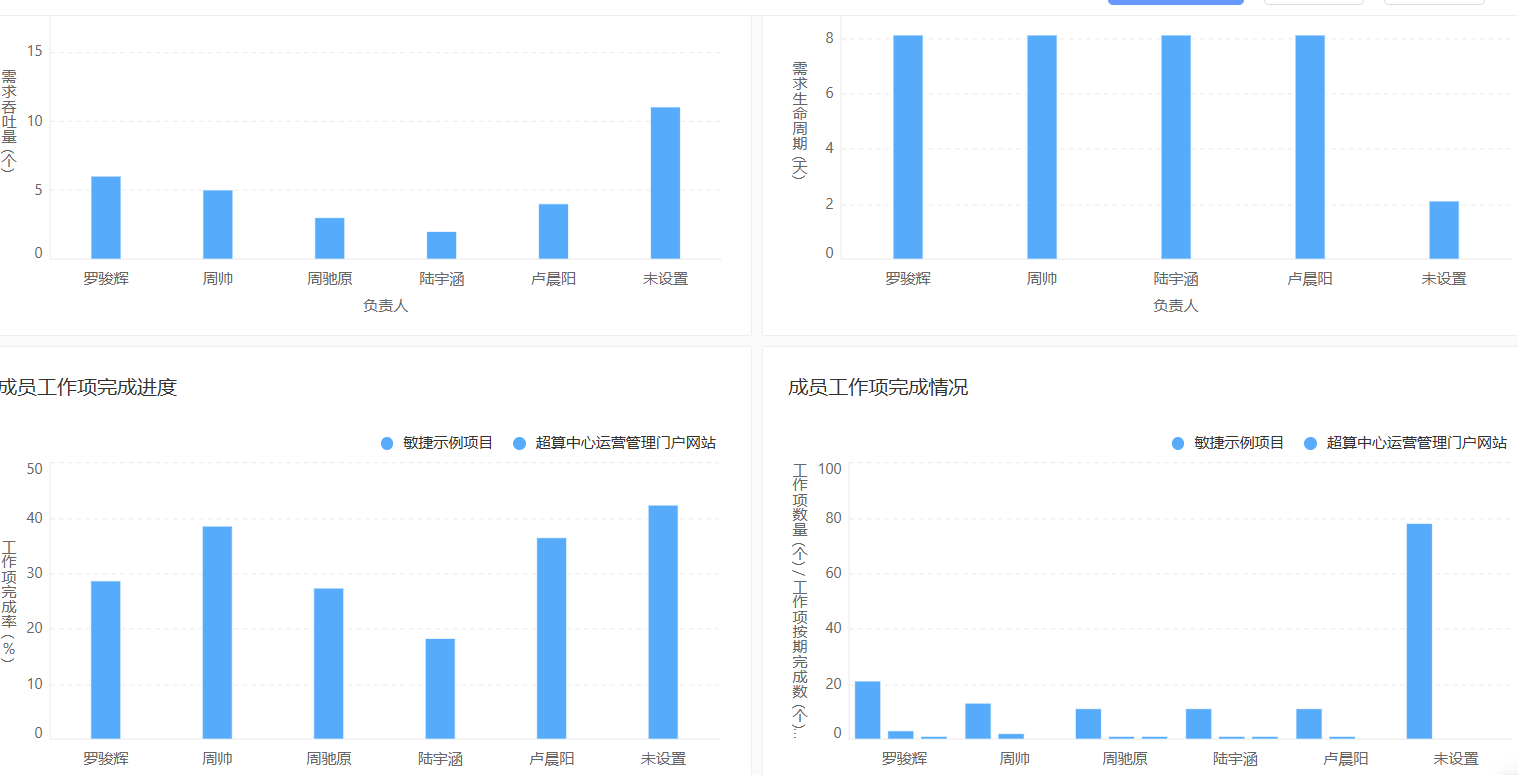 需求吞吐量（个）
15
10
5
0
罗骏辉 周帅 周驰原 陆宇涵 卢晨阳 未设置
负责人
需求生命周期（天）
8
6
4
2
0
罗骏辉 周帅 陆宇涵 卢晨阳 未设置
负责人
成员工作项完成进度
敏捷示例项目 超算中心运营管理门户网站
工作项完成率（%）
50
40
30
20
10
0
罗骏辉 周帅 周驰原 陆宇涵 卢晨阳 未设置
成员工作项完成情况
敏捷示例项目 超算中心运营管理门户网站
工作项数量（个）/ 工作项按期完成数（个）...
100
80
60
40
20
0
罗骏辉 周帅 周驰原 陆宇涵 卢晨阳 未设置